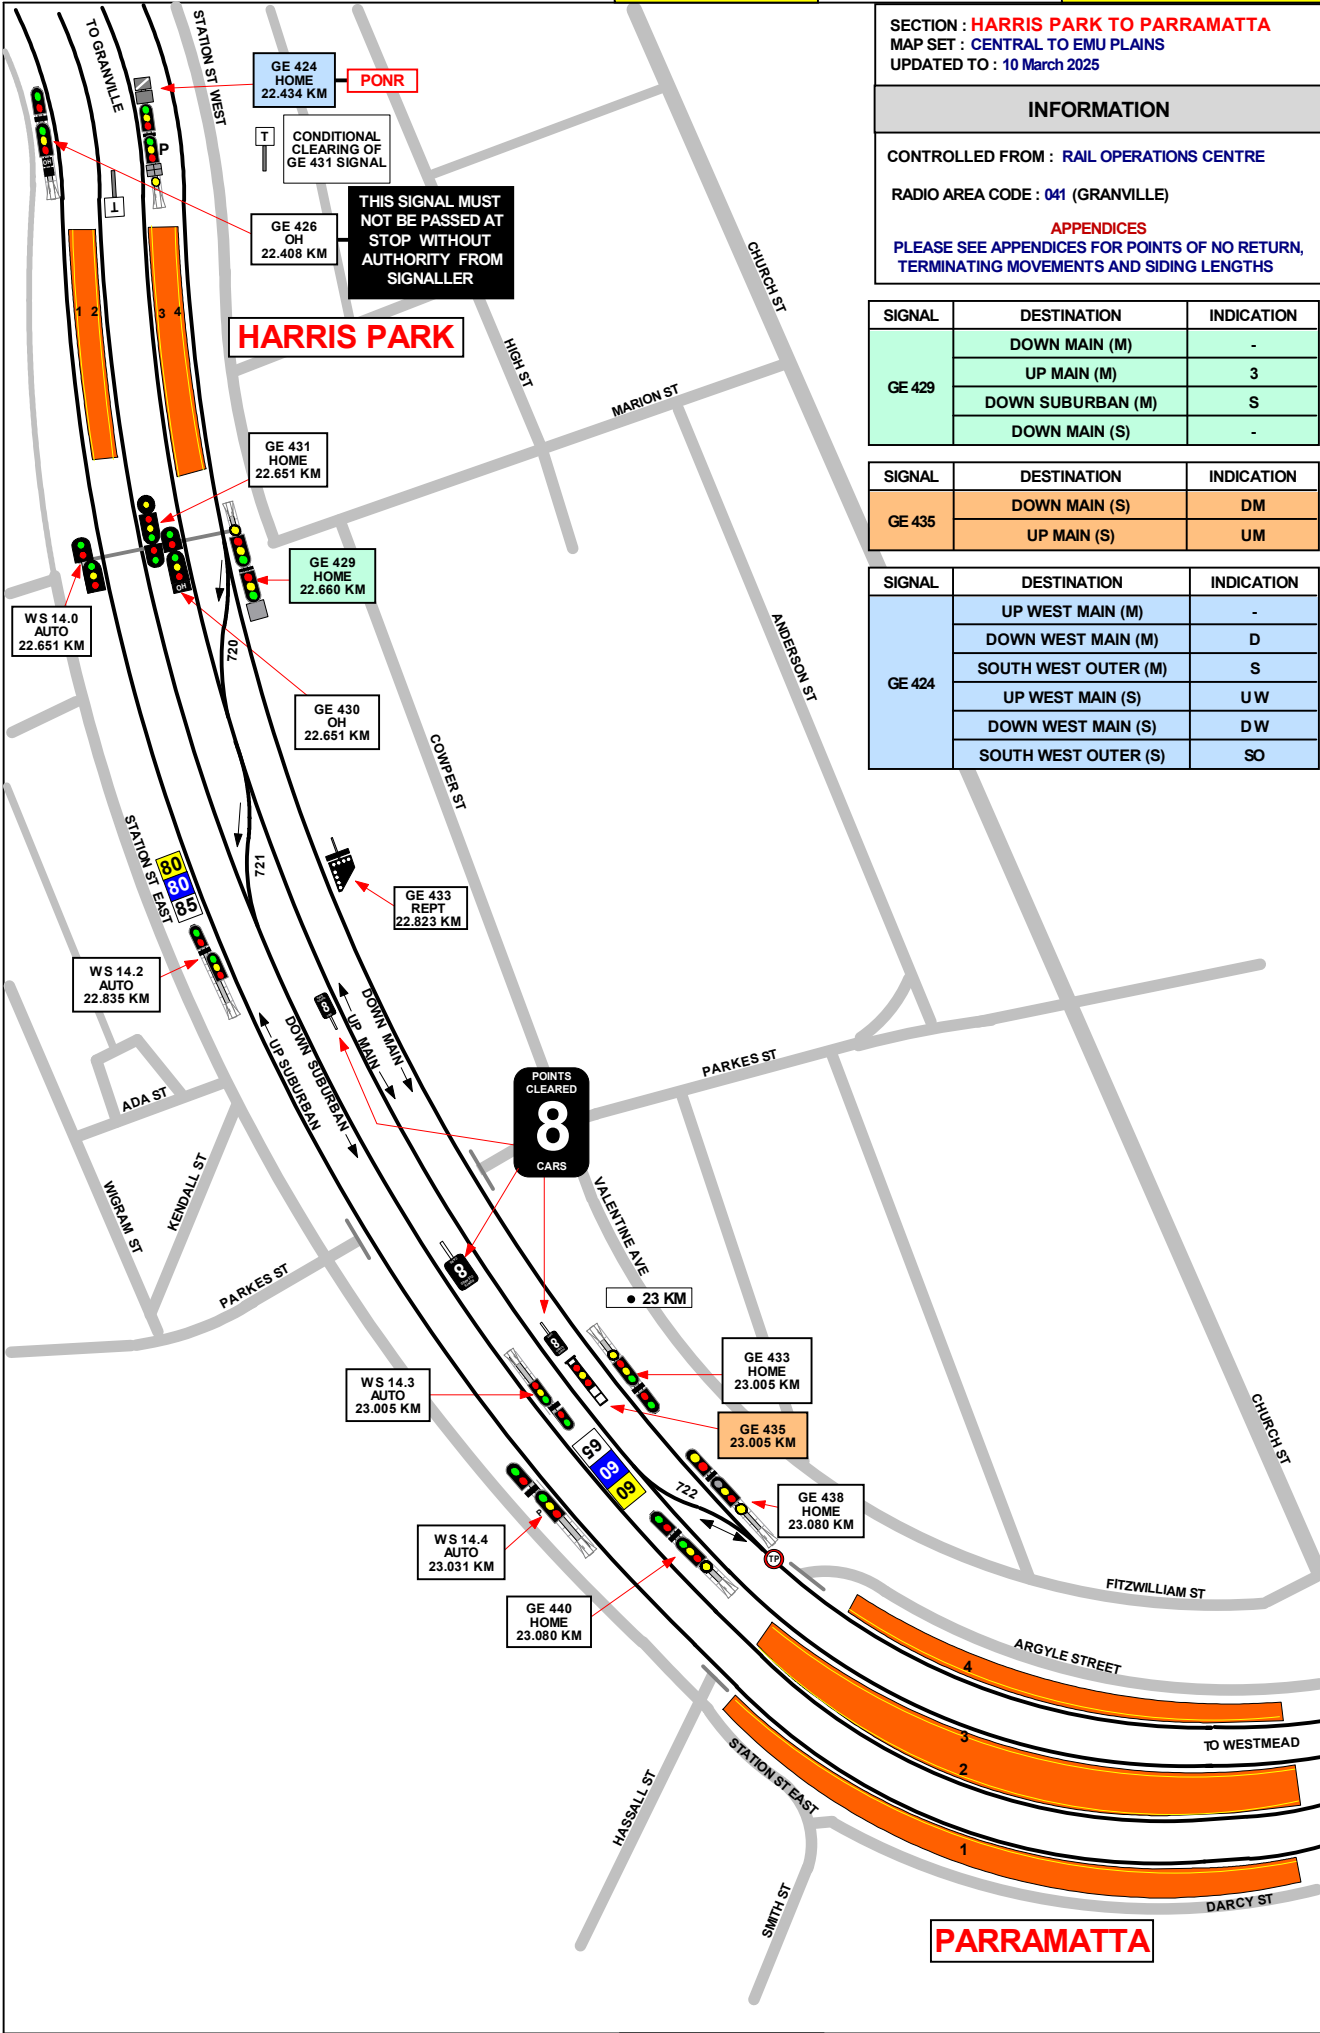 SECTION : HARRIS PARK TO PARRAMATTA
MAP SET : CENTRAL TO EMU PLAINS
UPDATED TO : 10 March 2025
INFORMATION
CONTROLLED FROM : RAIL OPERATIONS CENTRE
RADIO AREA CODE : 041 (GRANVILLE)
APPENDICES
PLEASE SEE APPENDICES FOR POINTS OF NO RETURN,
TERMINATING MOVEMENTS AND SIDING LENGTHS
SIGNAL DESTINATION INDICATION
GE 429
DOWN MAIN (M) -
UP MAIN (M) 3
DOWN SUBURBAN (M) S
DOWN MAIN (S) -
SIGNAL DESTINATION INDICATION
GE 435
DOWN MAIN (S) DM
UP MAIN (S) UM
SIGNAL DESTINATION INDICATION
GE 424
UP WEST MAIN (M) -
DOWN WEST MAIN (M) D
SOUTH WEST OUTER (M) S
UP WEST MAIN (S) UW
DOWN WEST MAIN (S) DW
SOUTH WEST OUTER (S) SO
TO GRANVILLE
STATION ST WEST
GE 424
HOME
22.434 KM
PONR
T
CONDITIONAL
CLEARING OF
GE 431 SIGNAL
P
OH
T
GE 426
OH
22.408 KM
THIS SIGNAL MUST
NOT BE PASSED AT
STOP WITHOUT
AUTHORITY FROM
SIGNALLER
1 2
3 4
HARRIS PARK
CHURCH ST
HIGH ST
MARION ST
GE 431
HOME
22.651 KM
GE 429
HOME
22.660 KM
OH
WS 14.0
AUTO
22.651 KM
720
GE 430
OH
22.651 KM
ANDERSON ST
COWPER ST
721
STATION ST EAST
80
80
85
GE 433
REPT
22.823 KM
WS 14.2
AUTO
22.835 KM
8
DOWN MAIN
UP MAIN
DOWN SUBURBAN
UP SUBURBAN
PARKES ST
POINTS
CLEARED
8
CARS
ADA ST
KENDALL ST
WIGRAM ST
PARKES ST
VALENTINE AVE
8
23 KM
8
GE 433
HOME
23.005 KM
WS 14.3
AUTO
23.005 KM
GE 435
23.005 KM
CHURCH ST
65
60
60
722
GE 438
HOME
23.080 KM
P
WS 14.4
AUTO
23.031 KM
TP
GE 440
HOME
23.080 KM
FITZWILLIAM ST
ARGYLE STREET
4
3
TO WESTMEAD
2
STATION ST EAST
HASSALL ST
1
SMITH ST
DARCY ST
PARRAMATTA